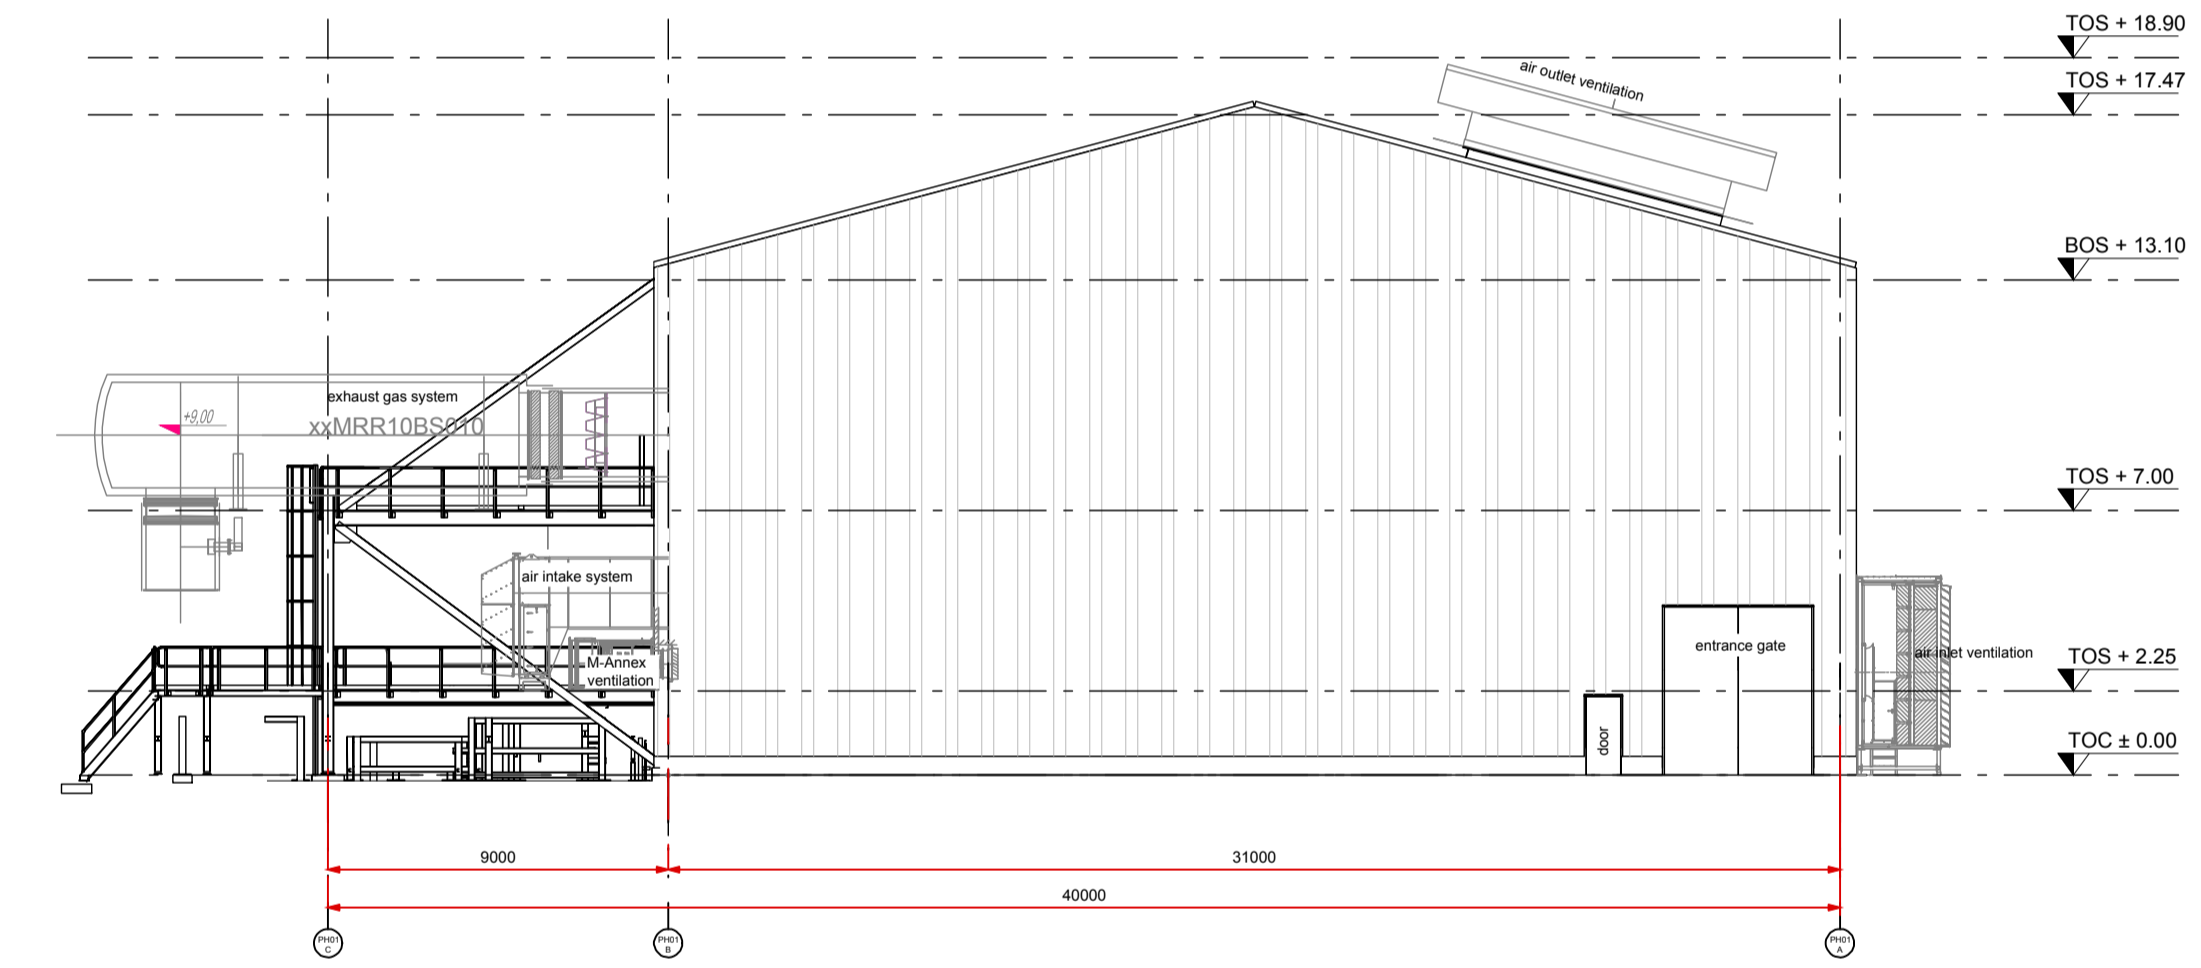 TOS + 18.90
air outlet ventilation
TOS + 17.47
BOS + 13.10
exhaust gas system
+9,00
xxMRR10BS010
TOS + 7.00
air intake system
entrance gate
air inlet ventilation
TOS + 2.25
M-Annex
ventilation
door
TOC ± 0.00
9000
31000
40000
PH01
C
PH01
B
PH01
A